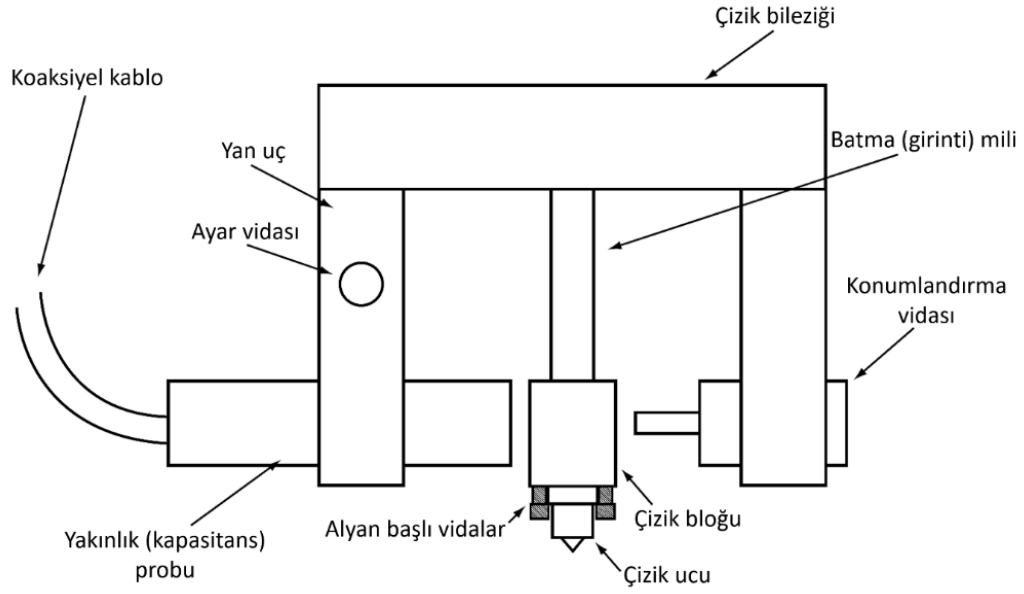 Çizik bileziği
Koaksiyel kablo
Batma (girinti) mili
Yan uç
Ayar vidası
Konumlandırma
vidası
Çizik bloğu
Alyan başlı vidalar
Yakınlık (kapasitans)
probu
Çizik ucu